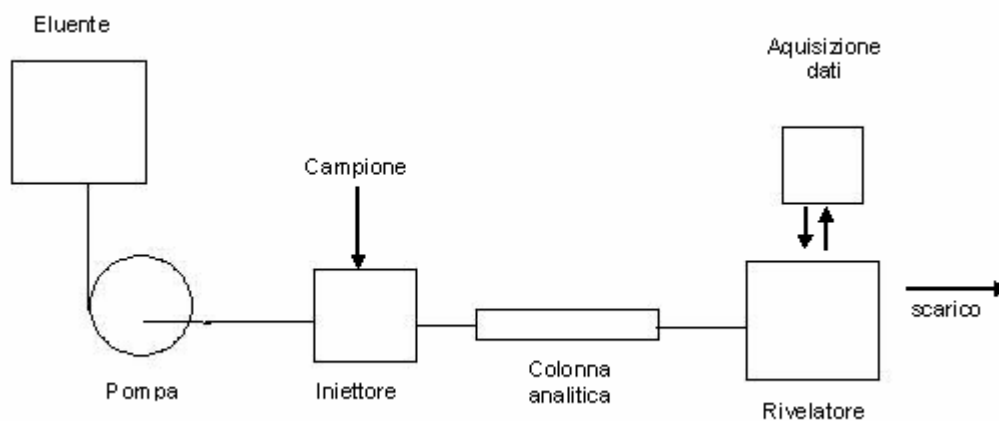 Eluente
Aquisizione
dati
Campione
scarico
Pompa
Iniettore
Colonna
analitica
Rivelatore